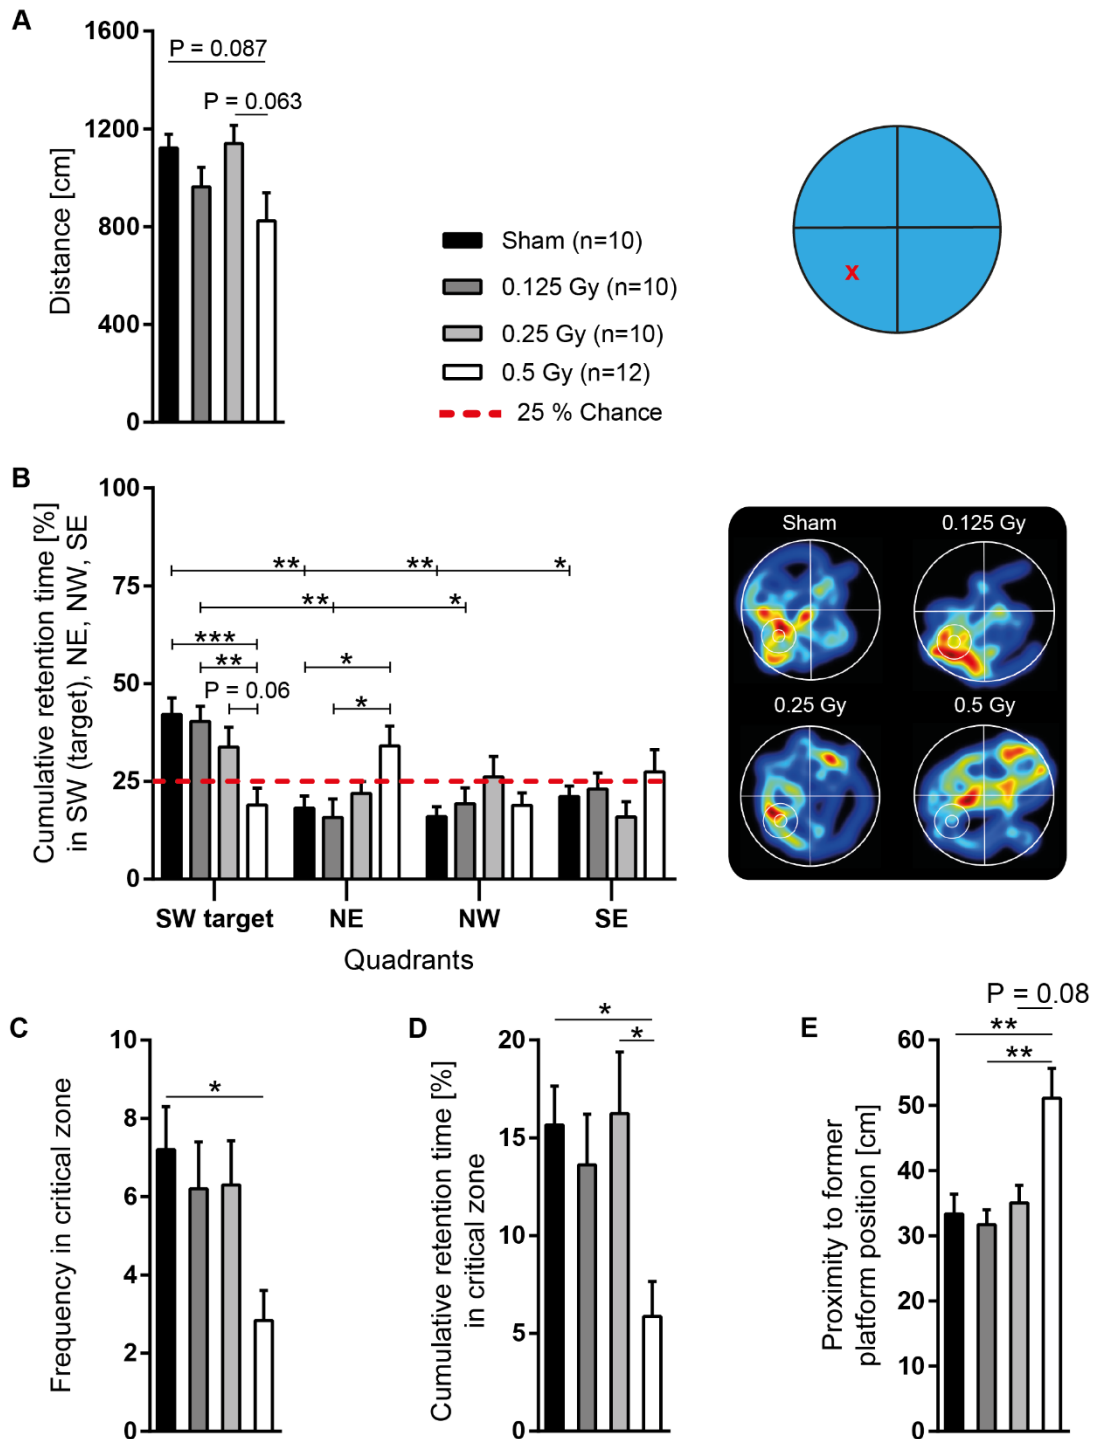 A
1600
1200
800
400
0
Distance [cm]
P = 0.087
P = 0.063
Sham (n=10)
0.125 Gy (n=10)
0.25 Gy (n=10)
0.5 Gy (n=12)
25 % Chance
x
B
100
75
50
25
0
Cumulative retention time [%]
in SW (target), NE, NW, SE
** ** *
** *
***
**
P = 0.06
*
*
SW target NE NW SE
Quadrants
Sham 0.125 Gy
0.25 Gy 0.5 Gy
C
10
8
6
4
2
0
Frequency in critical zone
*
D
20
15
10
5
0
Cumulative retention time [%]
in critical zone
*
*
E
60
50
40
30
20
10
0
Proximity to former
platform position [cm]
P = 0.08
**
**